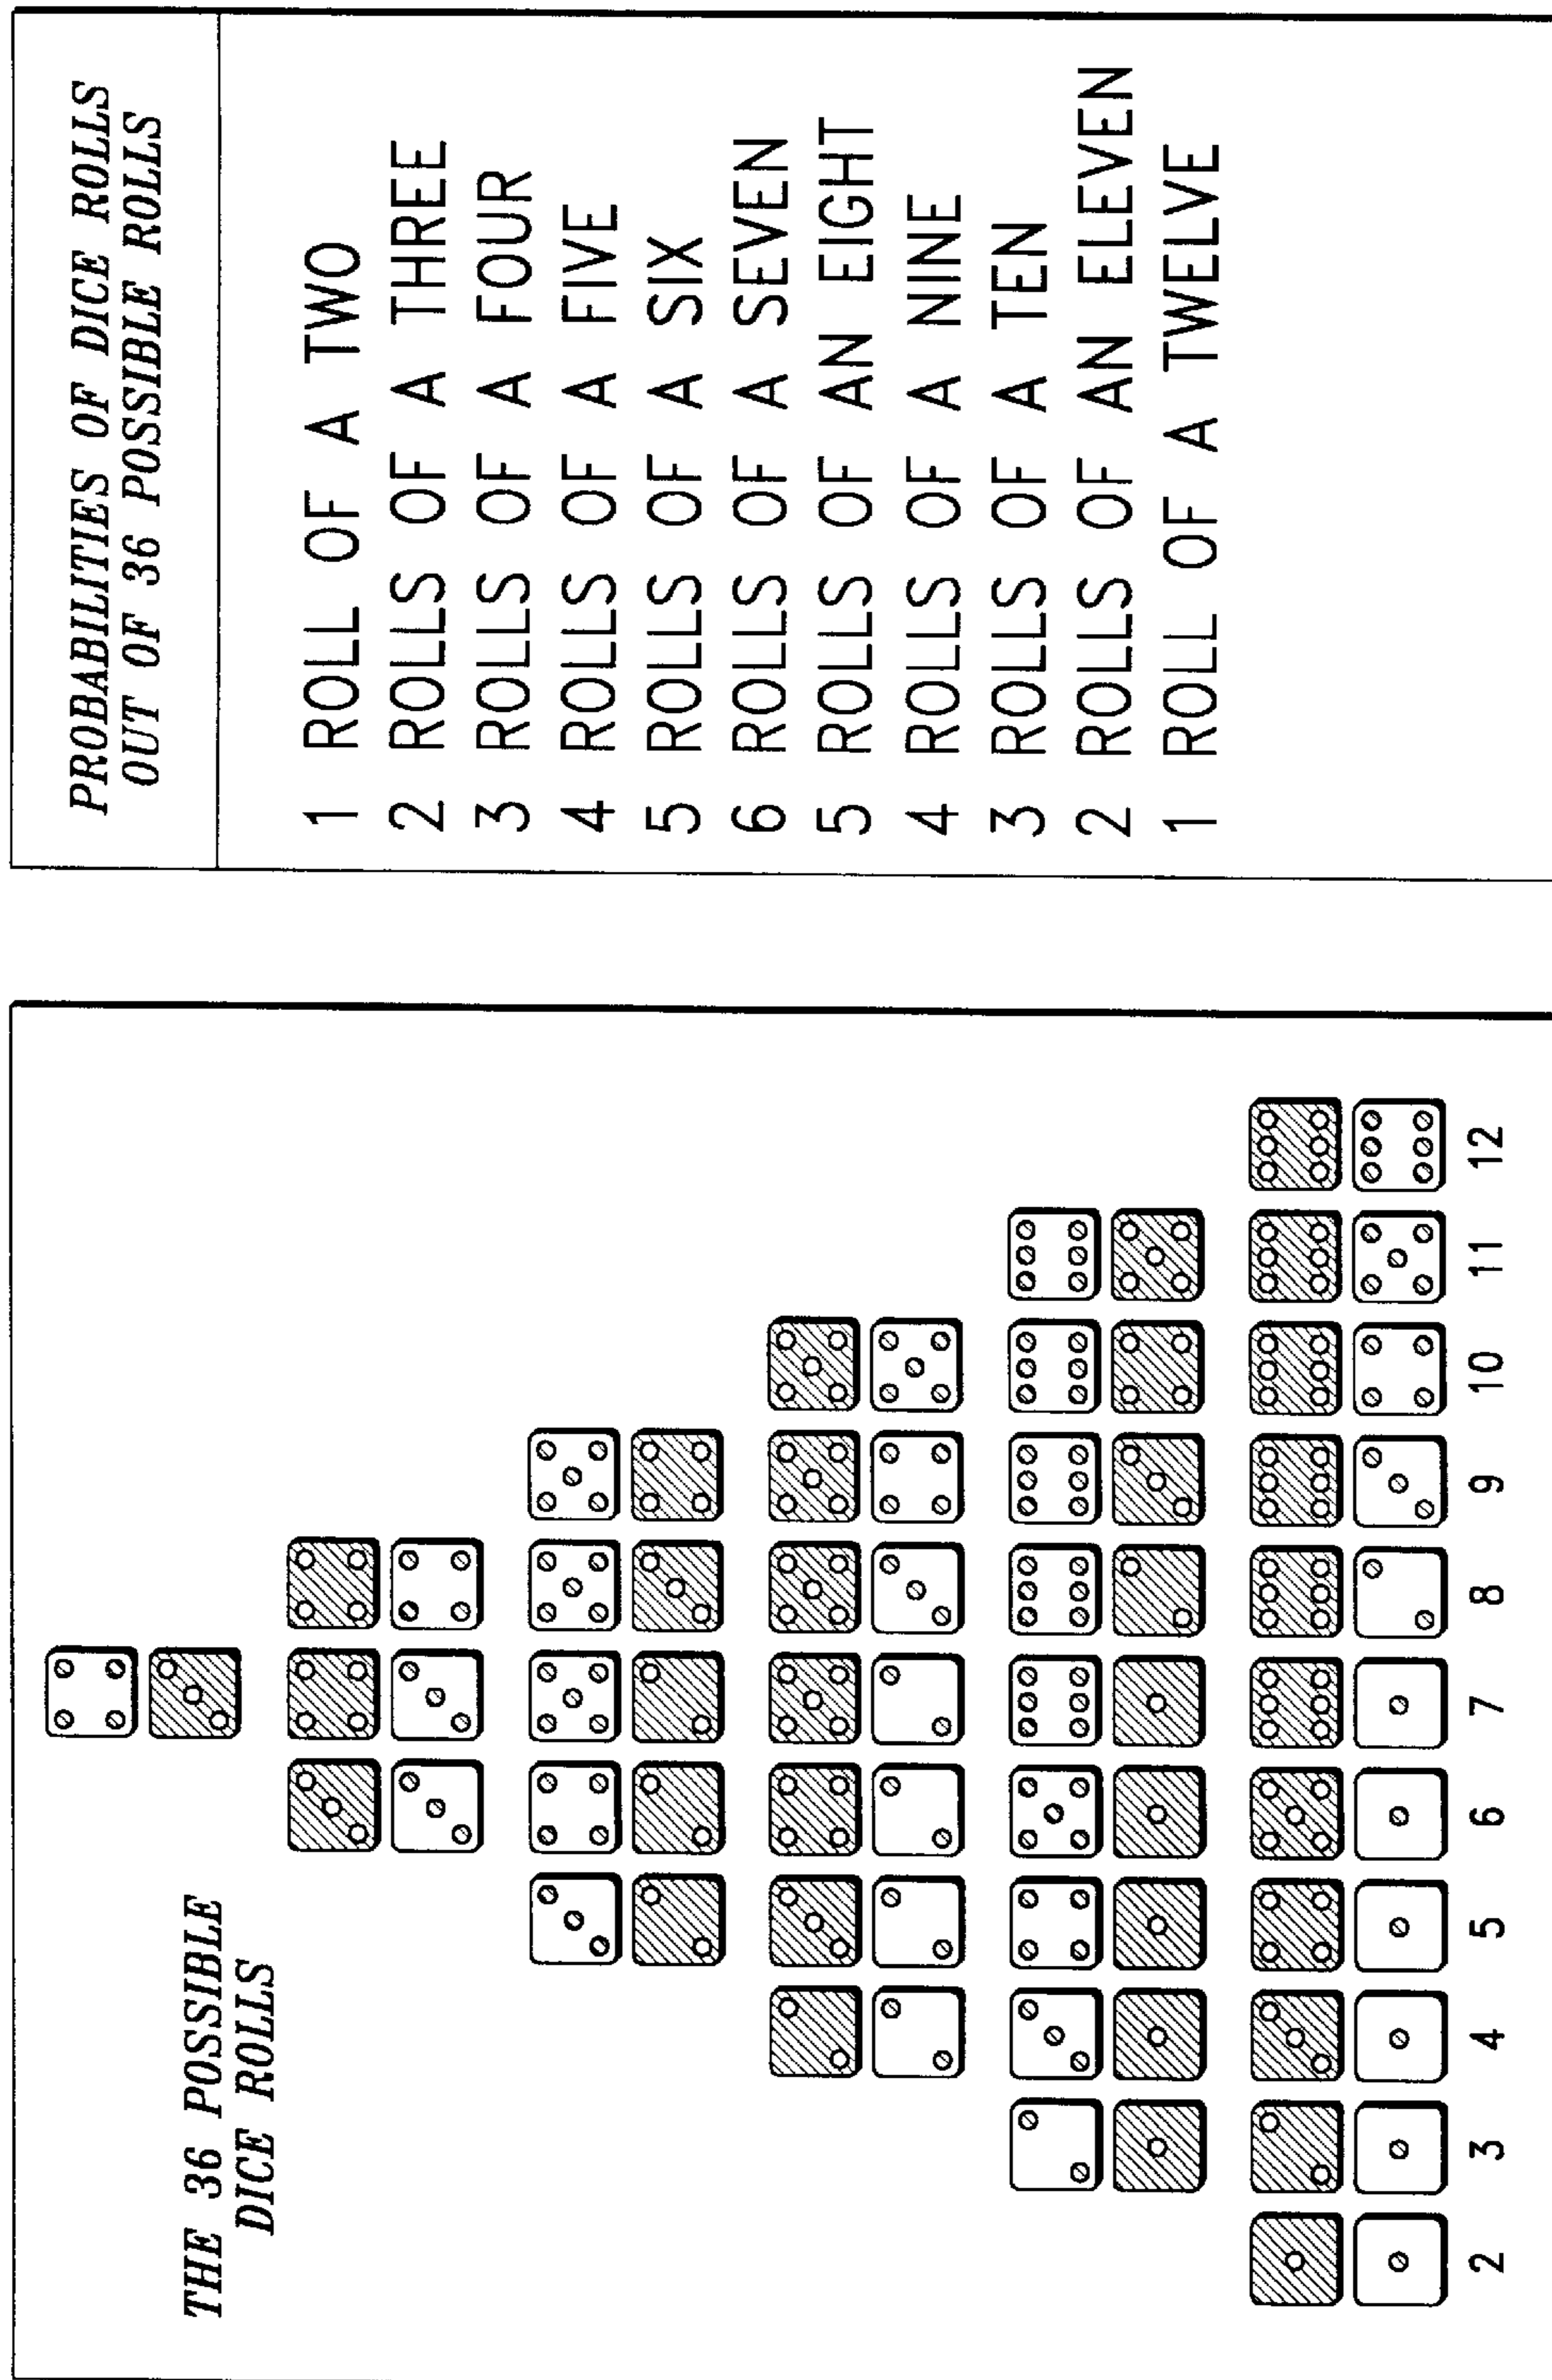 THE 36 POSSIBLE
DICE ROLLS
2 3 4 5 6 7 8 9 10 11 12
PROBABILITIES OF DICE ROLLS
OUT OF 36 POSSIBLE ROLLS
1 ROLL OF A TWO
2 ROLLS OF A THREE
3 ROLLS OF A FOUR
4 ROLLS OF A FIVE
5 ROLLS OF A SIX
6 ROLLS OF A SEVEN
5 ROLLS OF AN EIGHT
4 ROLLS OF A NINE
3 ROLLS OF A TEN
2 ROLLS OF AN ELEVEN
1 ROLL OF A TWELVE